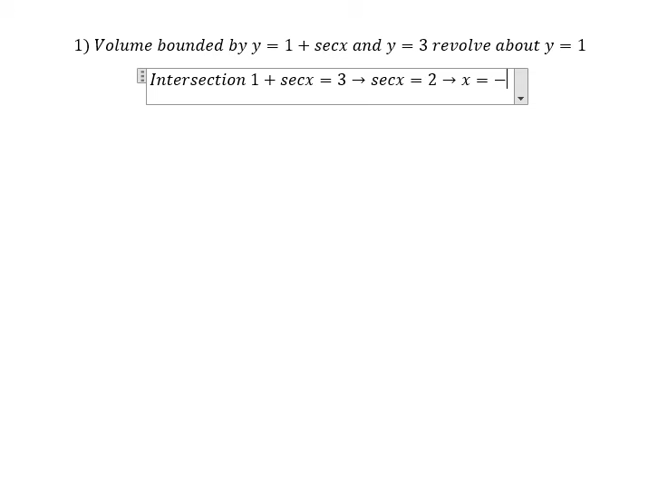 1) Volume bounded by y = 1 + secx and y = 3 revolve about y = 1
Intersection 1 + secx = 3 → secx = 2 → x = −